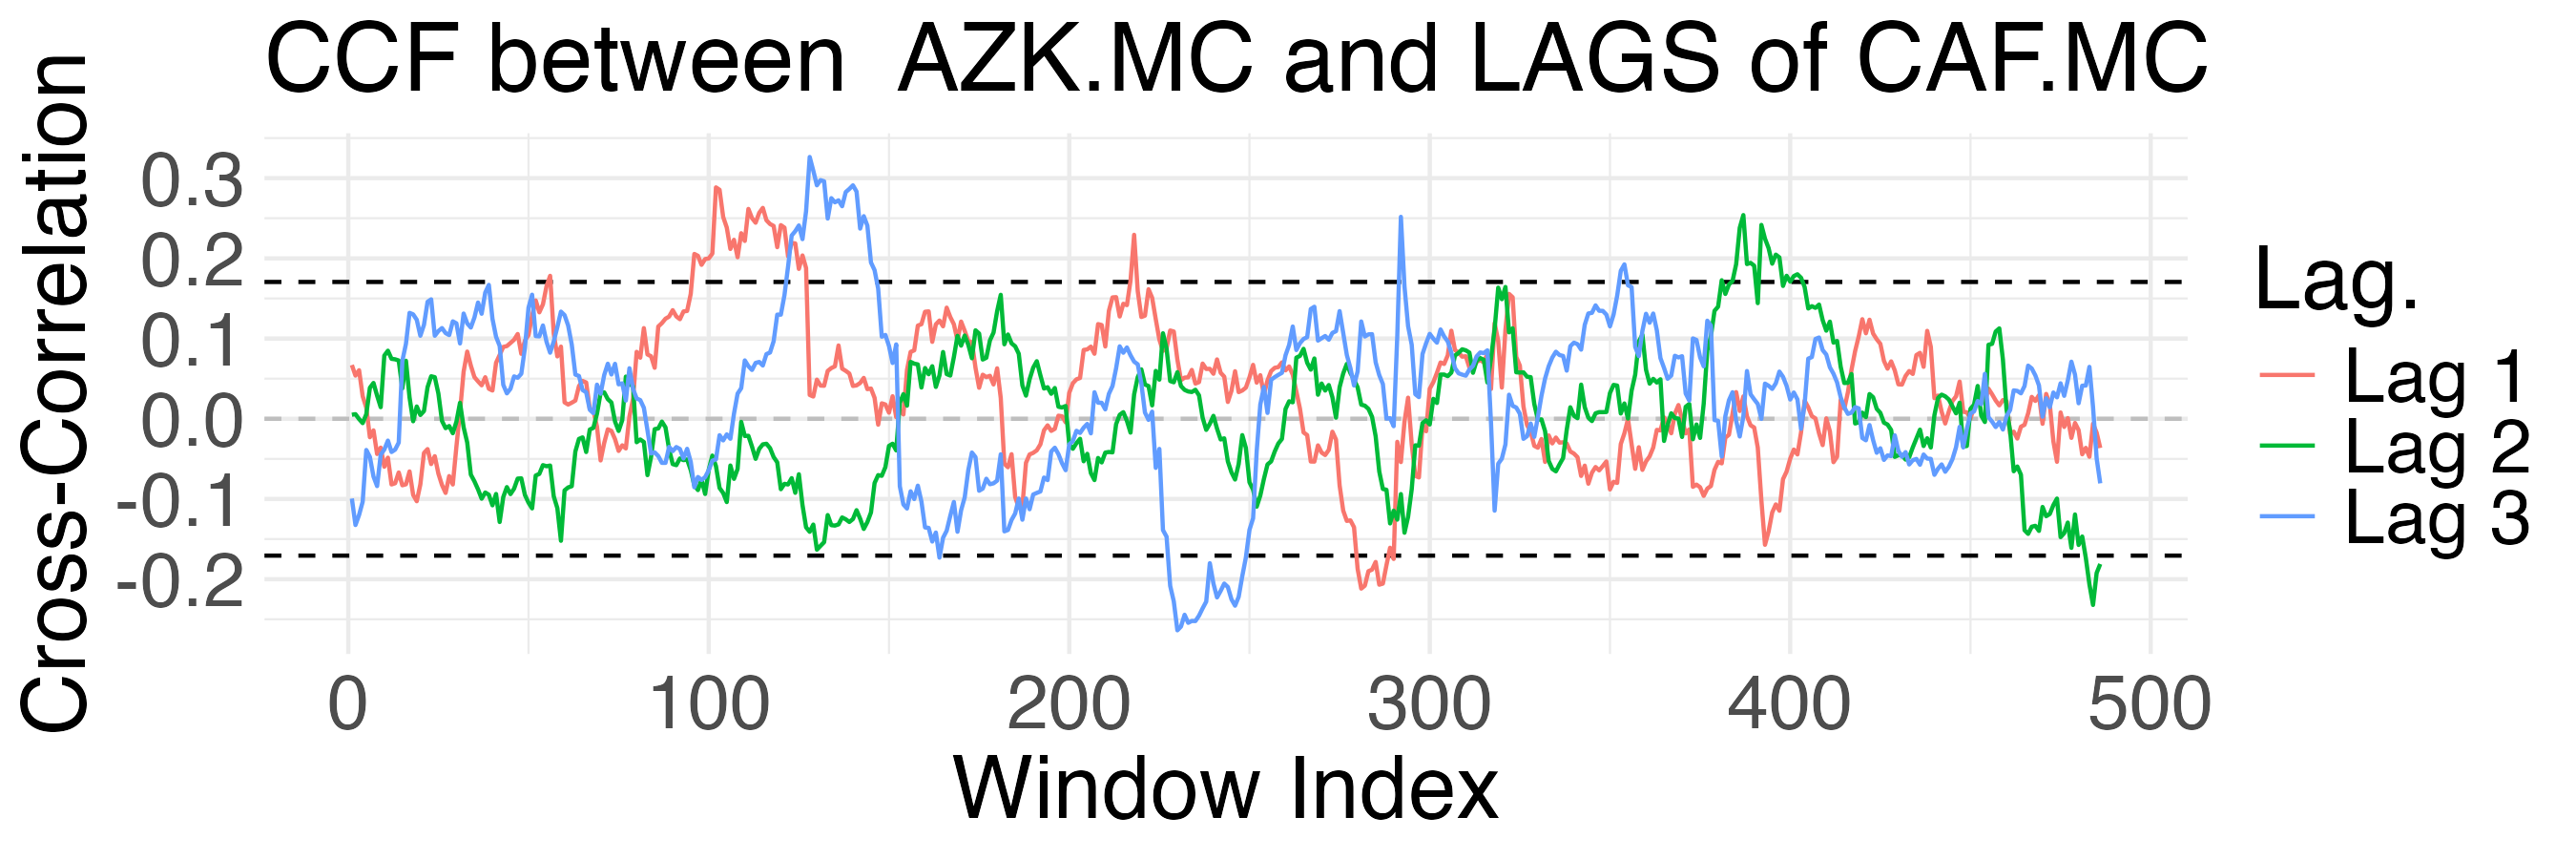 CCF between  AZK.MC and LAGS of CAF.MC
Cross-Correlation
0.3
0.2
0.1
0.0
-0.1
-0.2
0
100
200
300
400
500
Window Index
Lag.
Lag 1
Lag 2
Lag 3